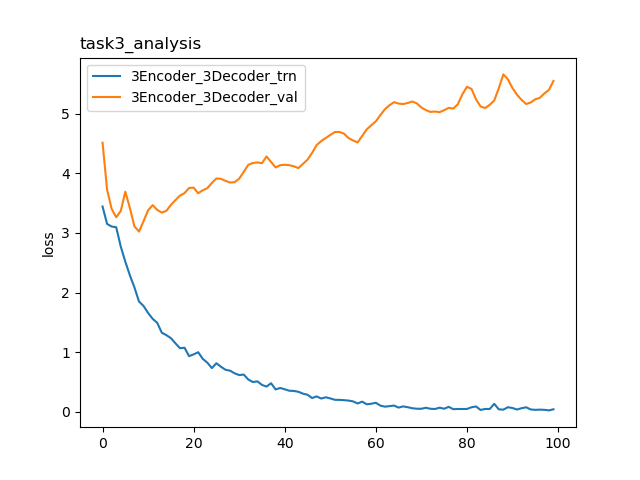 task3_analysis
3Encoder_3Decoder_trn
3Encoder_3Decoder_val
loss
5
4
3
2
1
0
0 20 40 60 80 100